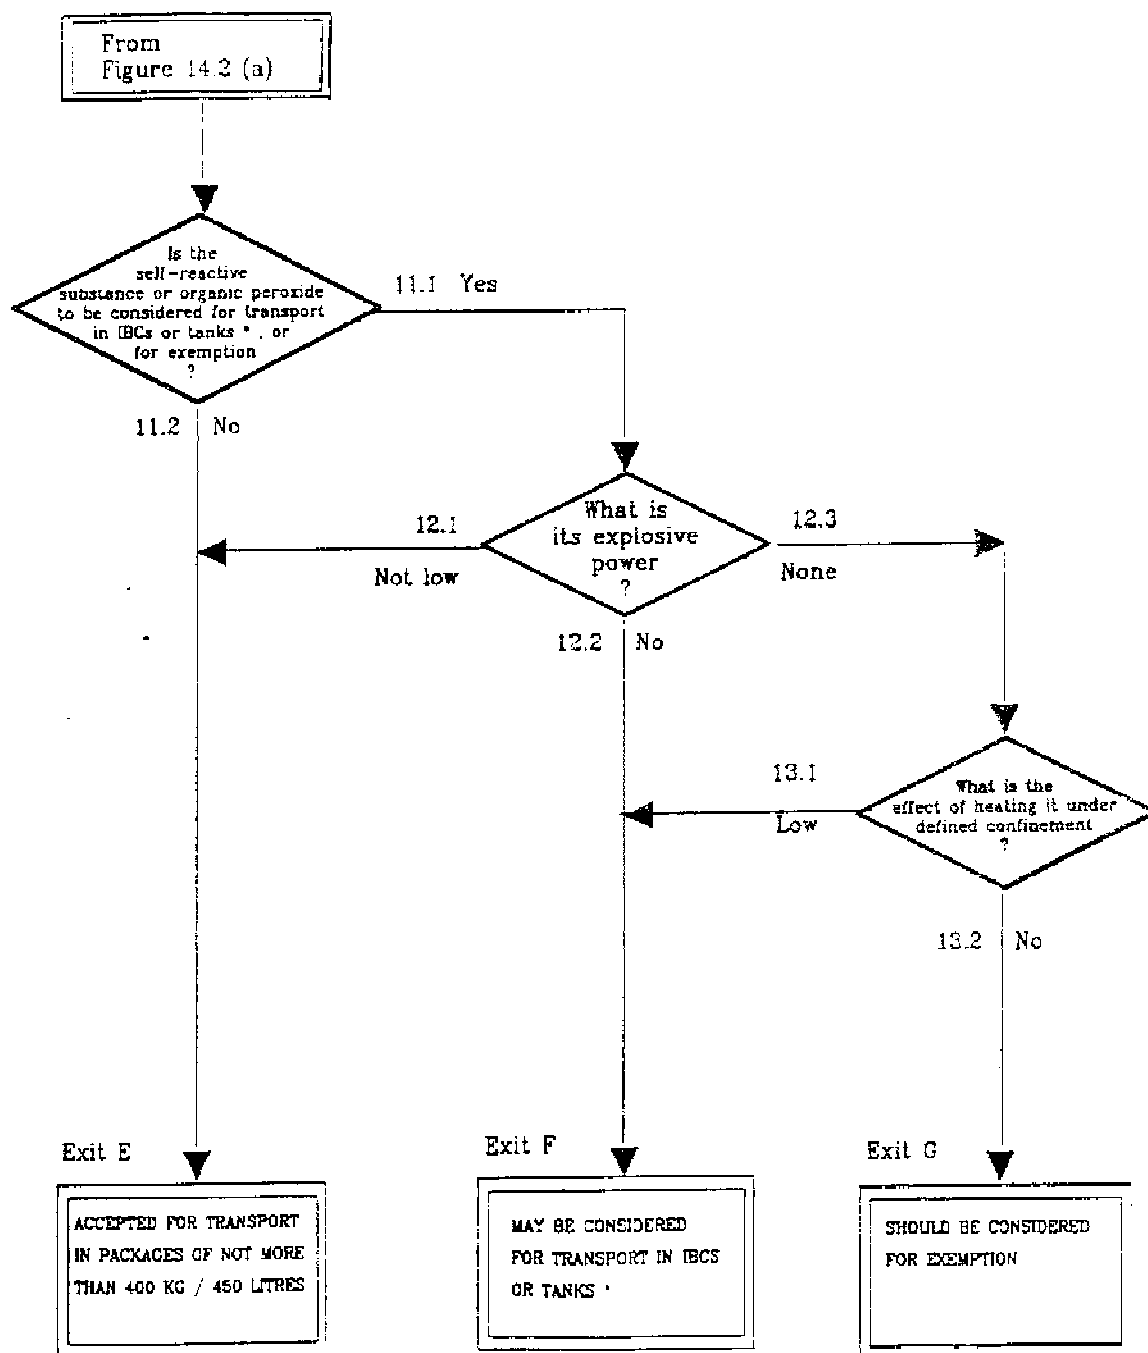 From
Figure 14.2 (a)
Is the
self-reactive
substance or organic peroxide
to be considered for transport
in IBCs or tanks *, or
for exemption
?
11.1 Yes
11.2 No
What is
its explosive
power
?
12.1
Not low
12.3
None
12.2 No
What is the
effect of heating it under
defined confinement
?
13.1
Low
13.2 No
Exit E
ACCEPTED FOR TRANSPORT
IN PACKAGES OF NOT MORE
THAN 400 KG / 450 LITRES
Exit F
MAY BE CONSIDERED
FOR TRANSPORT IN IBCS
OR TANKS *
Exit G
SHOULD BE CONSIDERED
FOR EXEMPTION